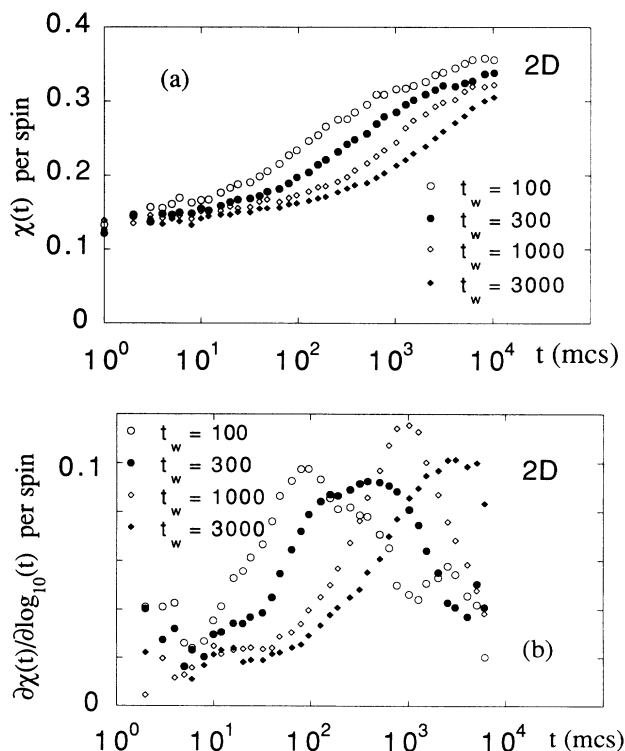 0.4
(a)
2D
0.3
χ(t) per spin
0.2
0.1
0
○ t_w = 100
● t_w = 300
◇ t_w = 1000
◆ t_w = 3000
10^0 10^1 10^2 10^3 10^4 t (mcs)
○ t_w = 100
● t_w = 300
◇ t_w = 1000
◆ t_w = 3000
2D
0.1
∂χ(t)/∂log_10(t) per spin
(b)
0
10^0 10^1 10^2 10^3 10^4 t (mcs)